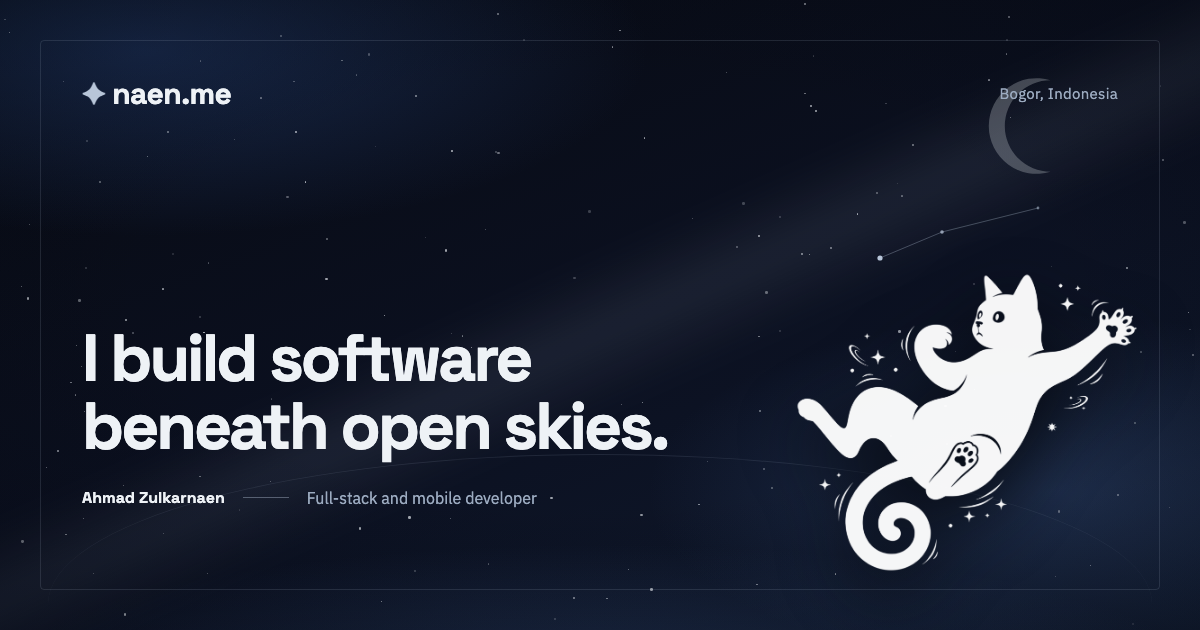 naen.me
Bogor, Indonesia
I build software
beneath open skies.
Ahmad Zulkarnaen
Full-stack and mobile developer